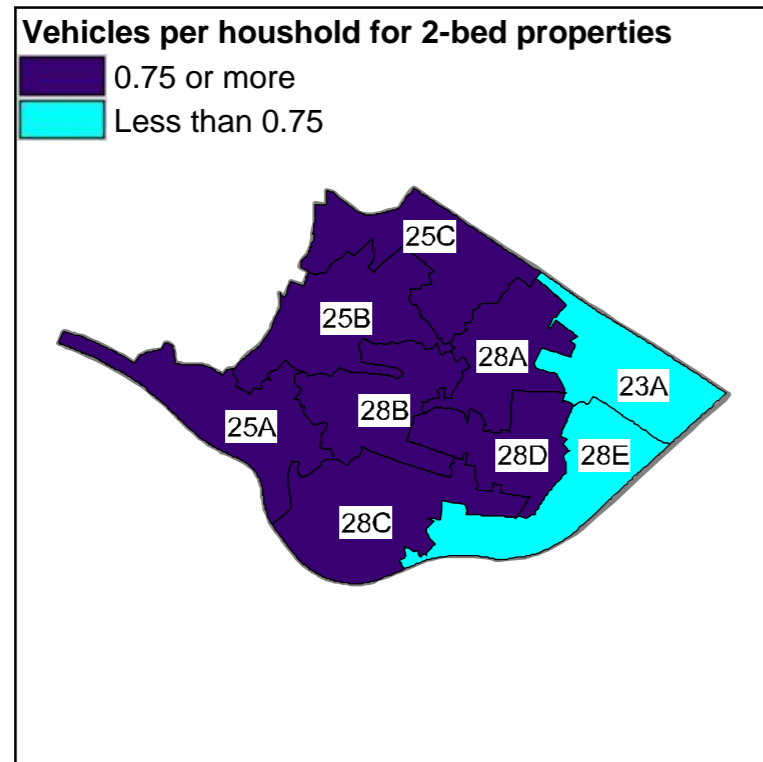 Vehicles per houshold for 2-bed properties
0.75 or more
Less than 0.75
25C
25B
28A
23A
28B
25A
28D
28E
28C